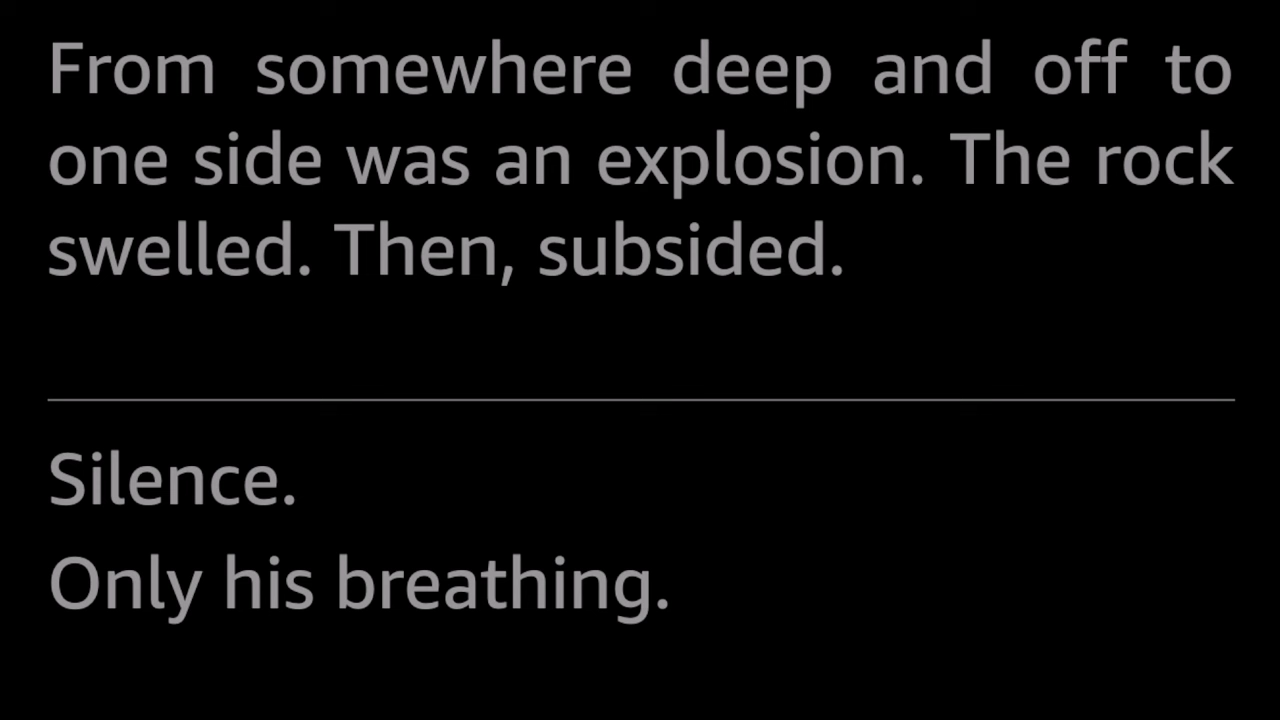 From somewhere deep and off to
one side was an explosion. The rock
swelled. Then, subsided.
Silence.
Only his breathing.